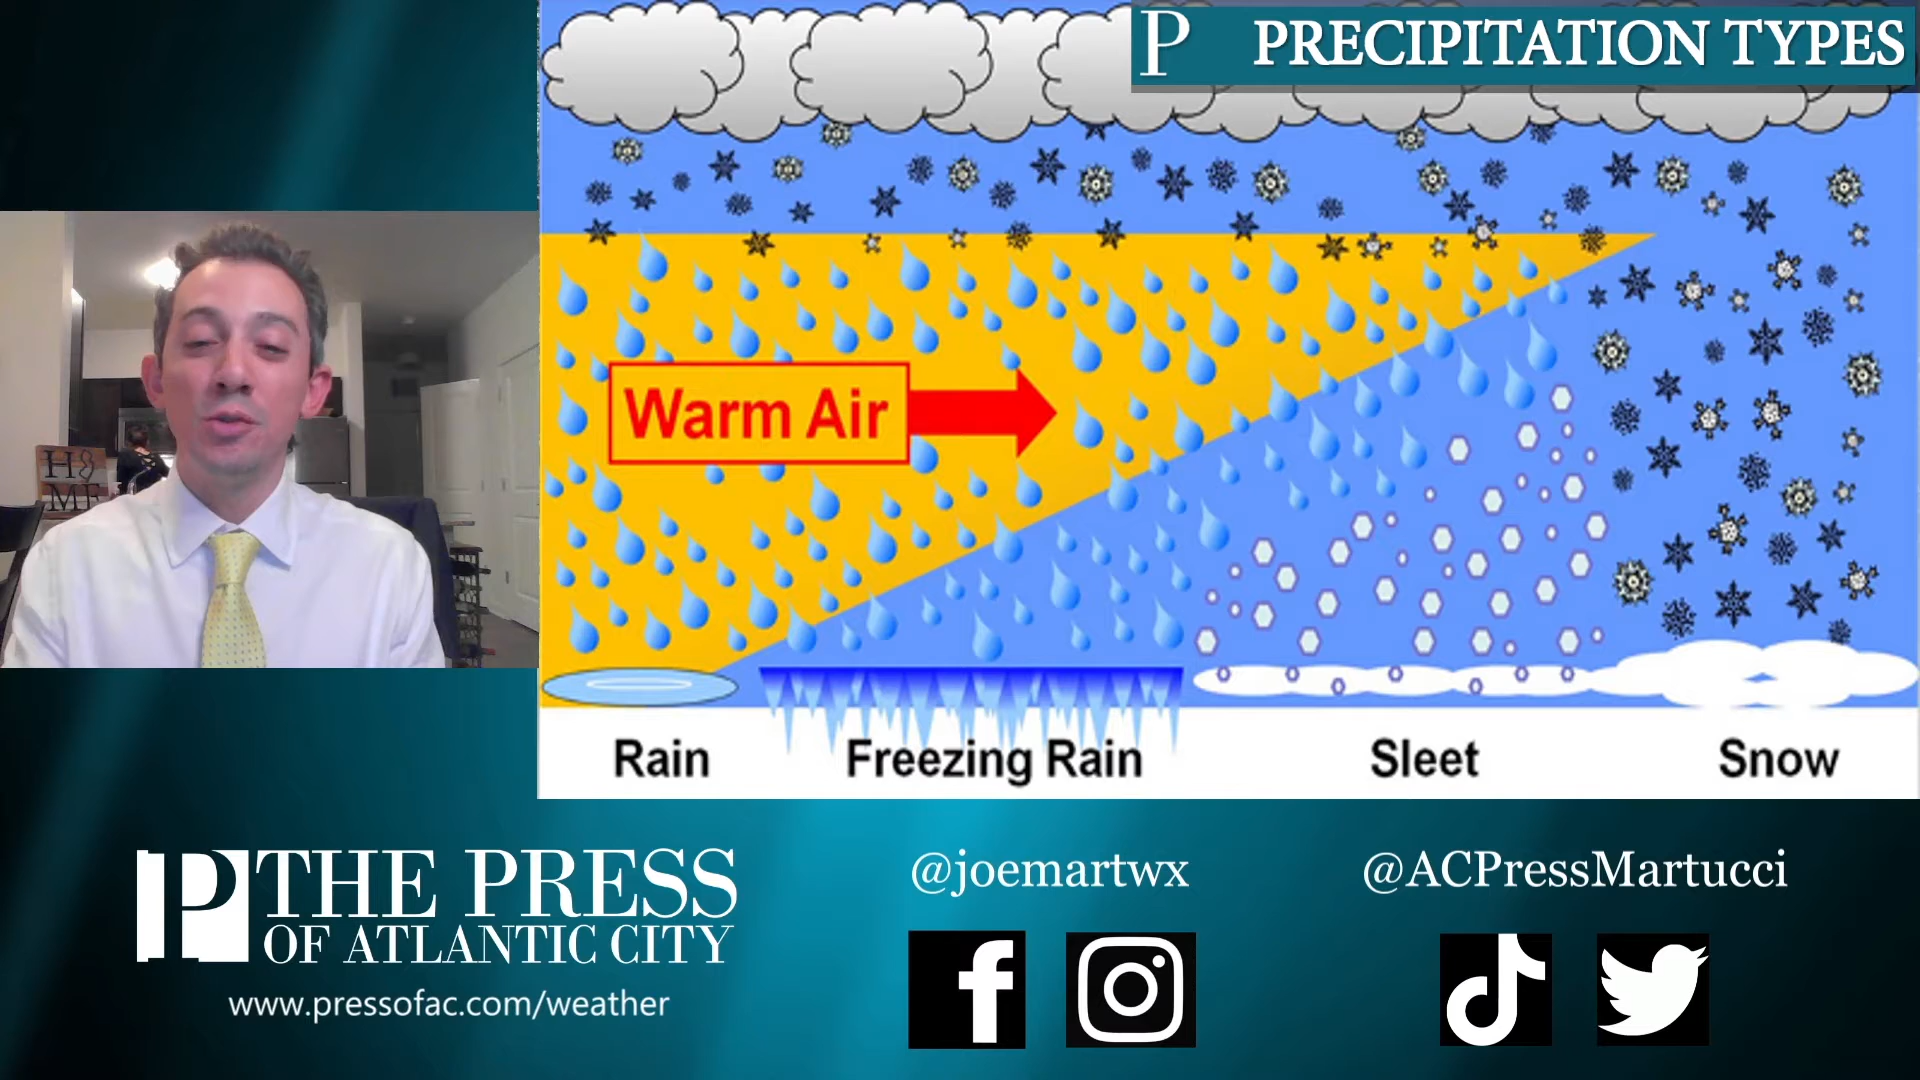 P PRECIPITATION TYPES
Warm Air
Rain Freezing Rain Sleet Snow
P THE PRESS
OF ATLANTIC CITY
www.pressofac.com/weather
@joemartwx @ACPressMartucci